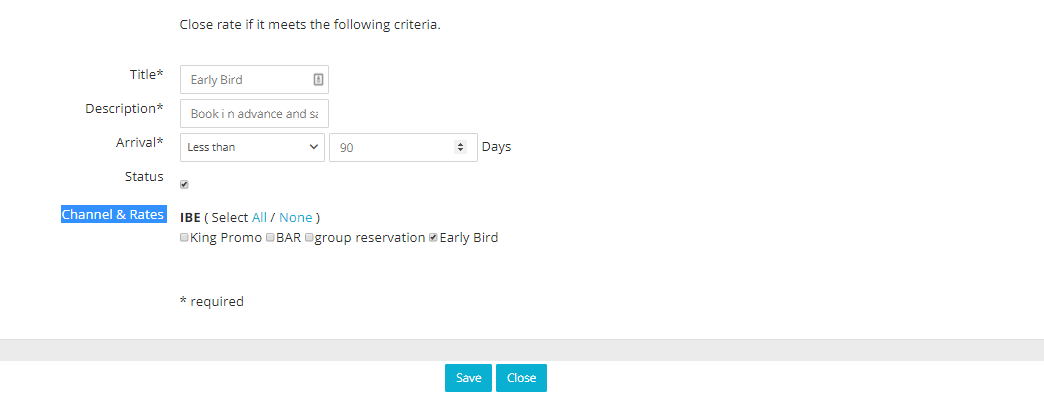 Close rate if it meets the following criteria.
Title* Early Bird
Description* Book i n advance and sa
Arrival* Less than 90 Days
Status
Channel & Rates IBE ( Select All / None )
King Promo BAR group reservation Early Bird
* required
Save Close